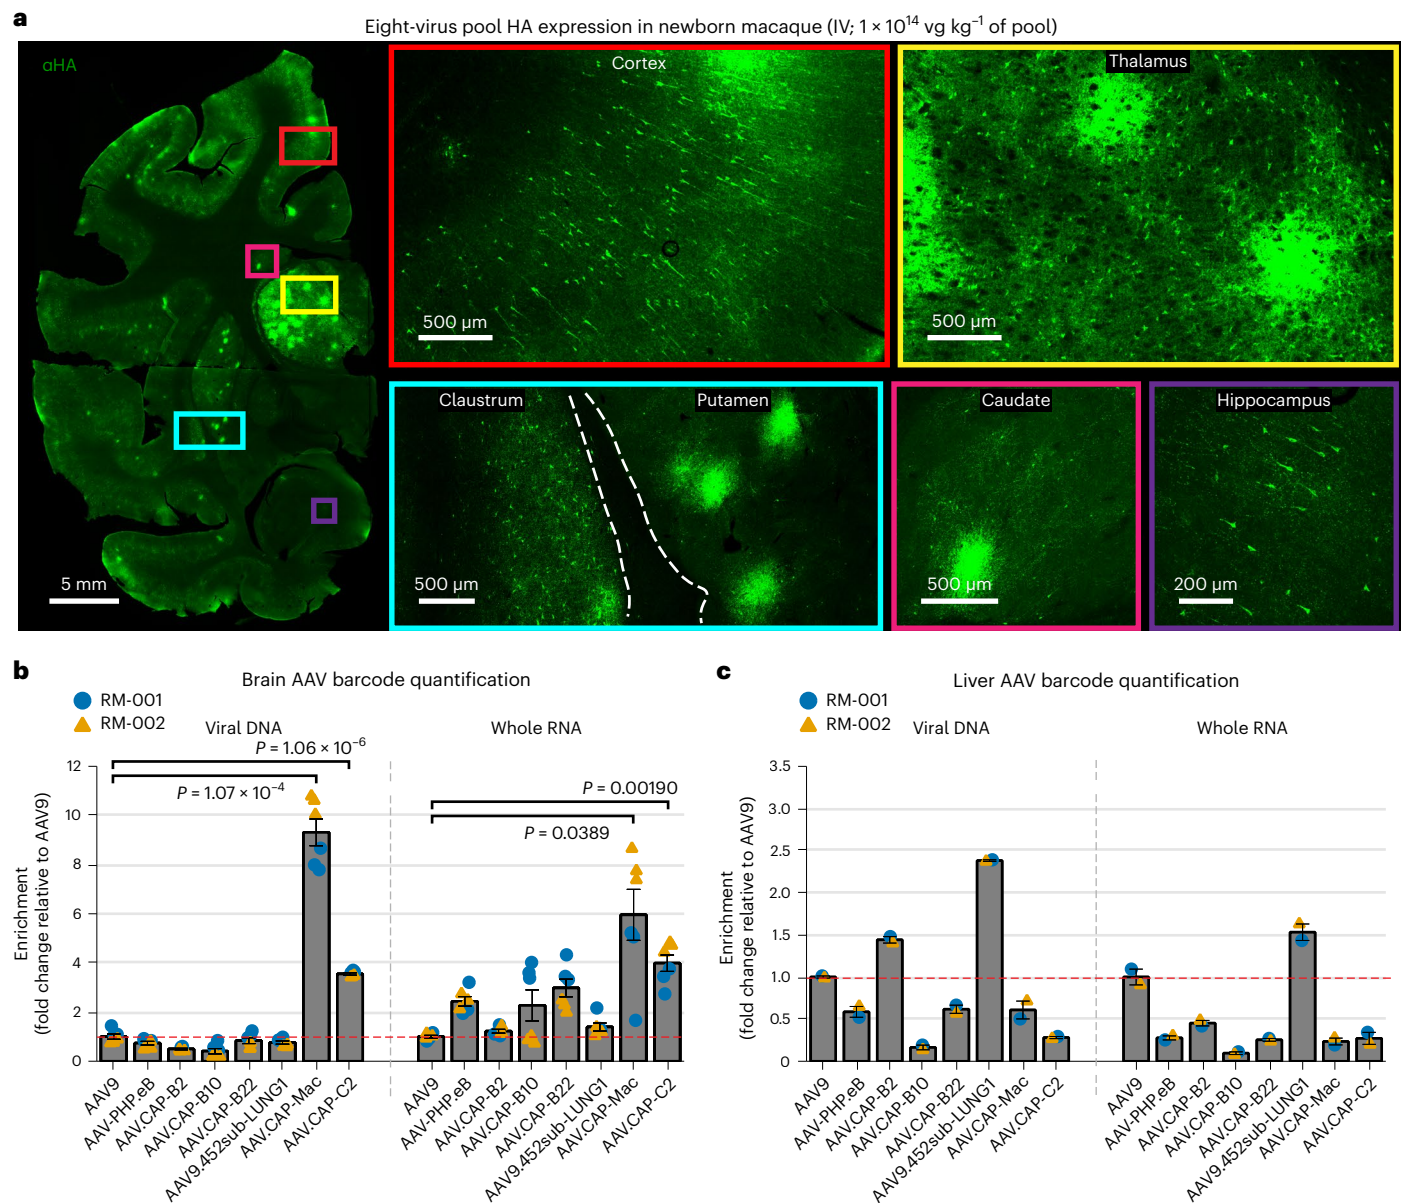 a
Eight-virus pool HA expression in newborn macaque (IV; 1 × 10¹⁴ vg kg⁻¹ of pool)
αHA
5 mm
Cortex
500 μm
Thalamus
500 μm
Claustrum
Putamen
500 μm
Caudate
500 μm
Hippocampus
200 μm
b
Brain AAV barcode quantification
RM-001
RM-002
Viral DNA
Whole RNA
P = 1.06 × 10⁻⁶
P = 1.07 × 10⁻⁴
P = 0.00190
P = 0.0389
Enrichment
(fold change relative to AAV9)
12
10
8
6
4
2
0
AAV9
AAV-PHP.eB
AAV.CAP-B2
AAV.CAP-B10
AAV.CAP-B22
AAV9.452sub-LUNG1
AAV.CAP-Mac
AAV.CAP-C2
AAV9
AAV-PHP.eB
AAV.CAP-B2
AAV.CAP-B10
AAV.CAP-B22
AAV9.452sub-LUNG1
AAV.CAP-Mac
AAV.CAP-C2
c
Liver AAV barcode quantification
RM-001
RM-002
Viral DNA
Whole RNA
Enrichment
(fold change relative to AAV9)
3.5
3.0
2.5
2.0
1.5
1.0
0.5
0
AAV9
AAV-PHP.eB
AAV.CAP-B2
AAV.CAP-B10
AAV.CAP-B22
AAV9.452sub-LUNG1
AAV.CAP-Mac
AAV.CAP-C2
AAV9
AAV-PHP.eB
AAV.CAP-B2
AAV.CAP-B10
AAV.CAP-B22
AAV9.452sub-LUNG1
AAV.CAP-Mac
AAV.CAP-C2